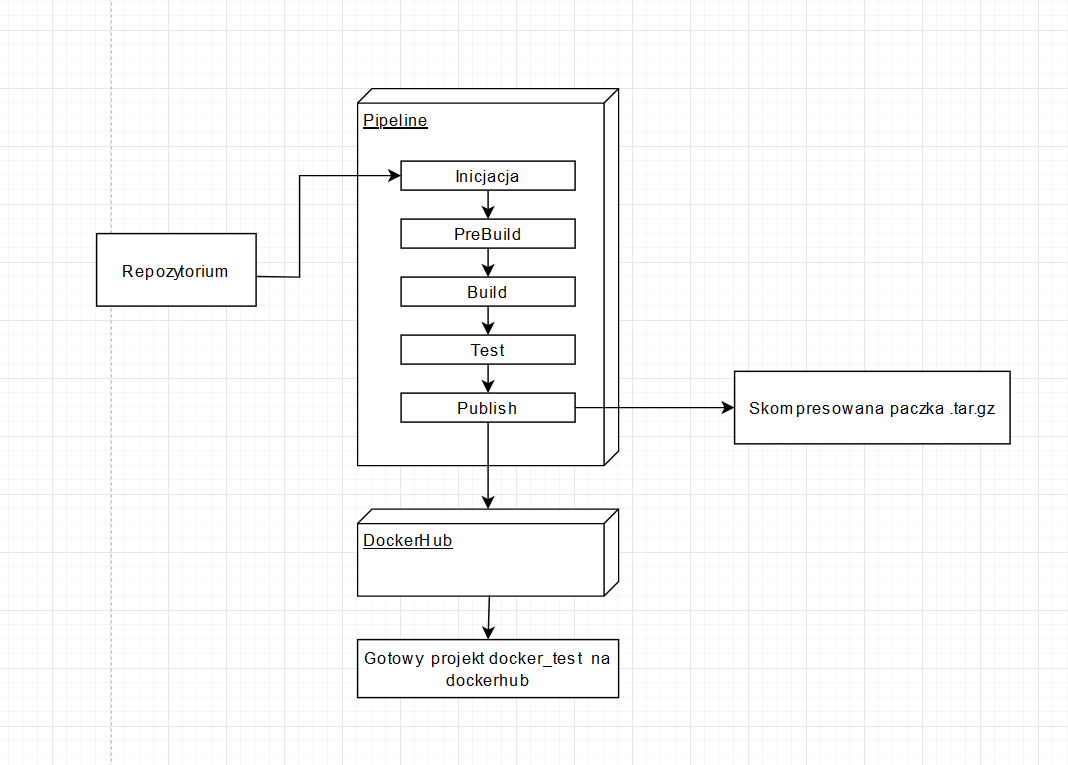 Pipeline
Inicjacja
PreBuild
Repozytorium
Build
Test
Publish
Skompresowana paczka .tar.gz
DockerHub
Gotowy projekt docker_test na
dockerhub